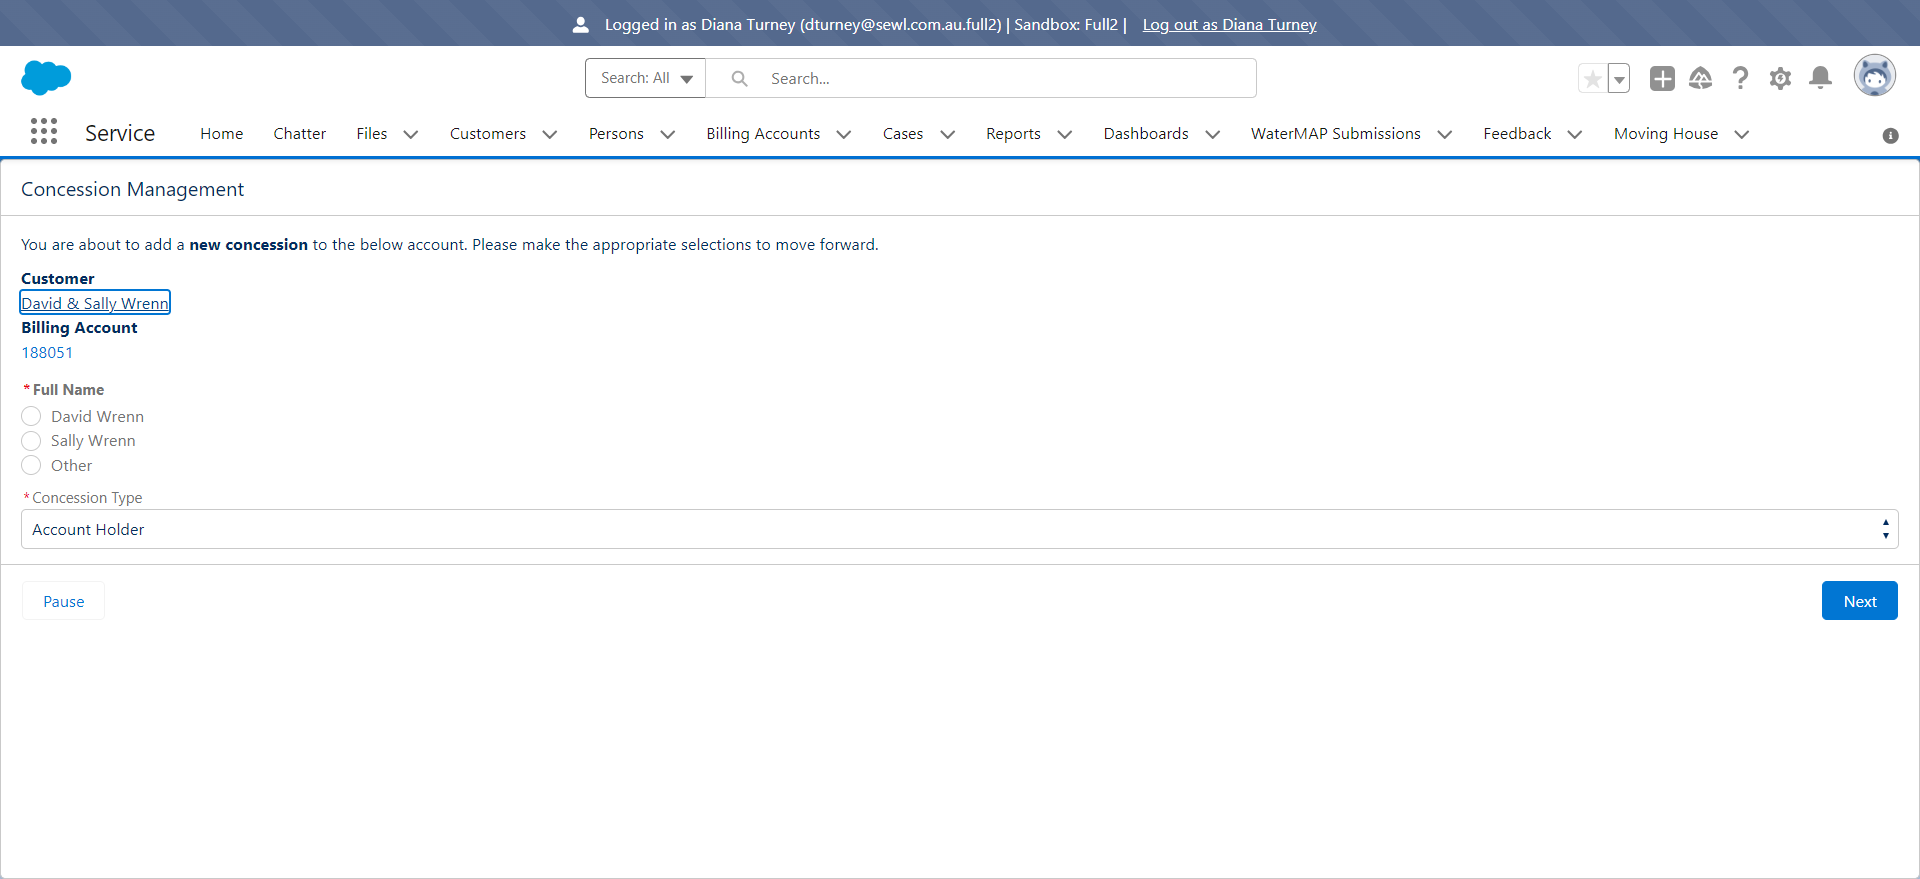 Logged in as Diana Turney (dturney@sewl.com.au.full2) | Sandbox: Full2 | Log out as Diana Turney
Search: All Search...
Service Home Chatter Files Customers Persons Billing Accounts Cases Reports Dashboards WaterMAP Submissions Feedback Moving House
Concession Management
You are about to add a new concession to the below account. Please make the appropriate selections to move forward.
Customer
David & Sally Wrenn
Billing Account
188051
*Full Name
David Wrenn
Sally Wrenn
Other
*Concession Type
Account Holder
Pause Next